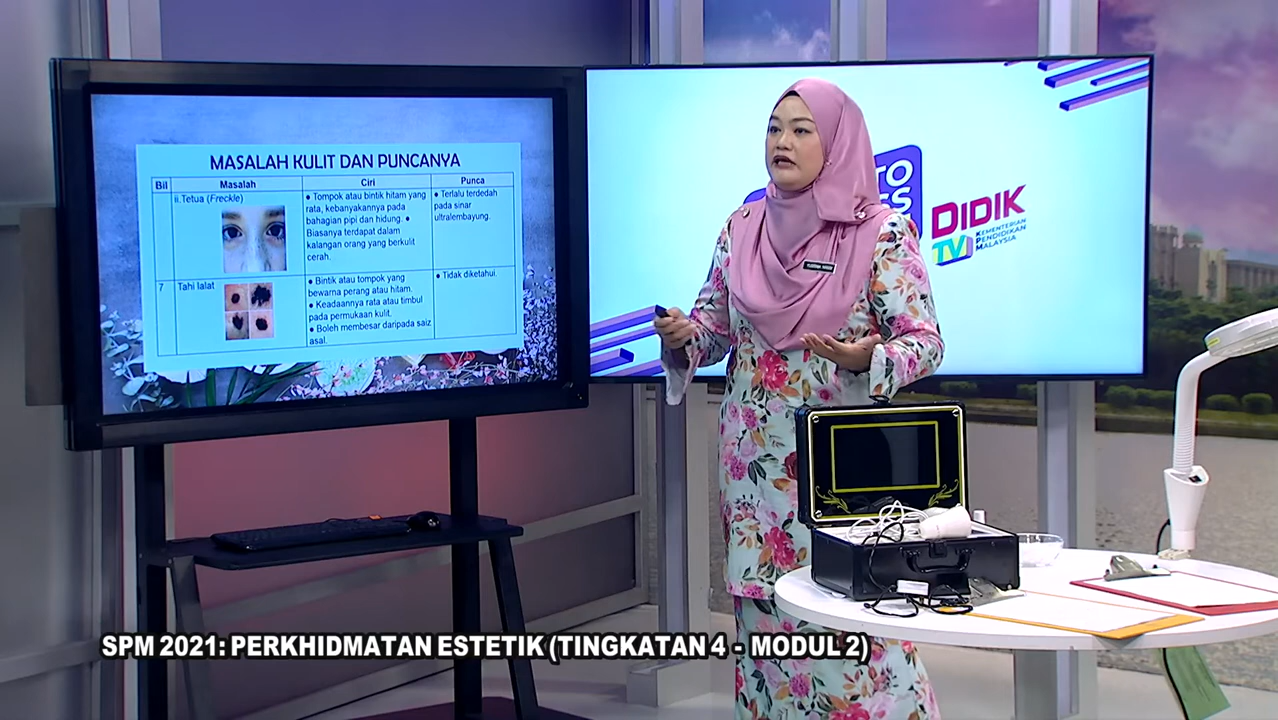 MASALAH KULIT DAN PUNCANYA
Bil Masalah Ciri Punca
ii. Tetua (Freckle)
● Tompok atau bintik hitam yang
rata, kebanyakannya pada
bahagian pipi dan hidung. ●
Biasanya terdapat dalam
kalangan orang yang berkulit
cerah.
● Terlalu terdedah
pada sinar
ultralembayung.
7 Tahi lalat
● Bintik atau tompok yang
bewarna perang atau hitam.
● Keadaannya rata atau timbul
pada permukaan kulit.
● Boleh membesar daripada saiz
asal.
● Tidak diketahui.
TO
SS
DIDIK
TV
KEMENTERIAN
PENDIDIKAN
MALAYSIA
SPM 2021: PERKHIDMATAN ESTETIK (TINGKATAN 4 - MODUL 2)